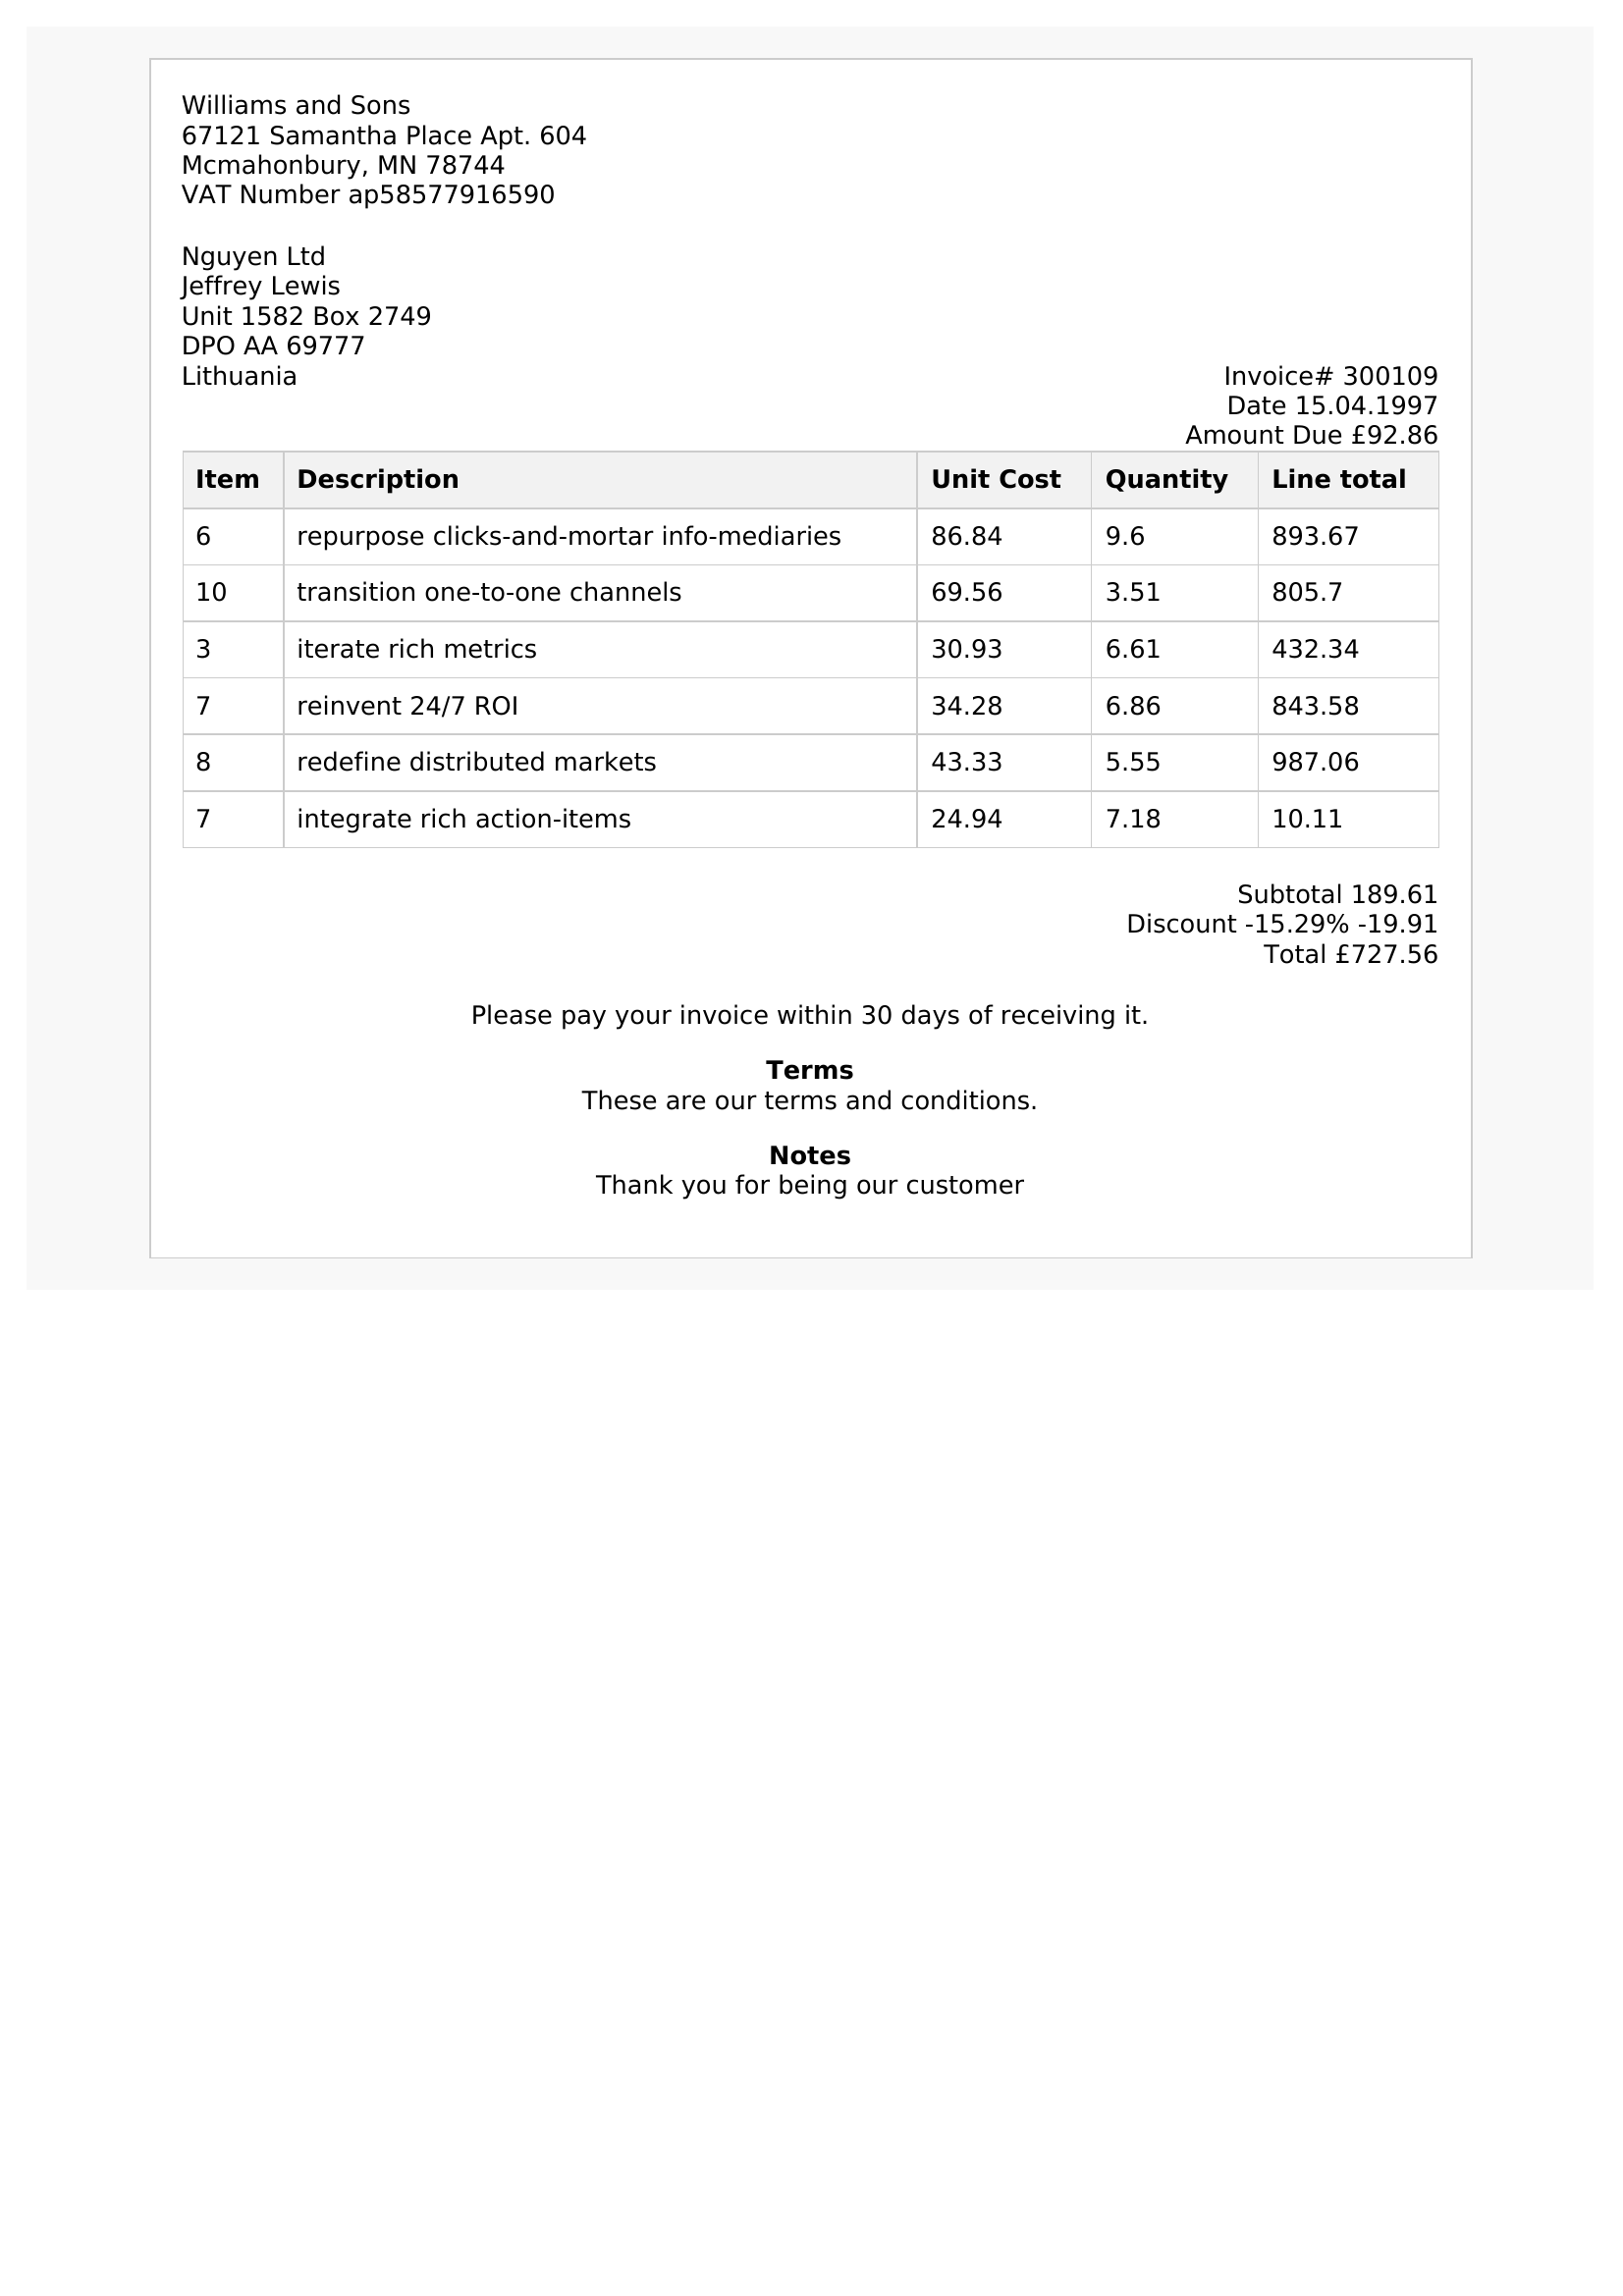 Williams and Sons
67121 Samantha Place Apt. 604
Mcmahonbury, MN 78744
VAT Number ap58577916590
Nguyen Ltd
Jeffrey Lewis
Unit 1582 Box 2749
DPO AA 69777
Lithuania
Invoice# 300109
Date 15.04.1997
Amount Due £92.86
Item Description Unit Cost Quantity Line total
6 repurpose clicks-and-mortar info-mediaries 86.84 9.6 893.67
10 transition one-to-one channels 69.56 3.51 805.7
3 iterate rich metrics 30.93 6.61 432.34
7 reinvent 24/7 ROI 34.28 6.86 843.58
8 redefine distributed markets 43.33 5.55 987.06
7 integrate rich action-items 24.94 7.18 10.11
Subtotal 189.61
Discount -15.29% -19.91
Total £727.56
Please pay your invoice within 30 days of receiving it.
Terms
These are our terms and conditions.
Notes
Thank you for being our customer